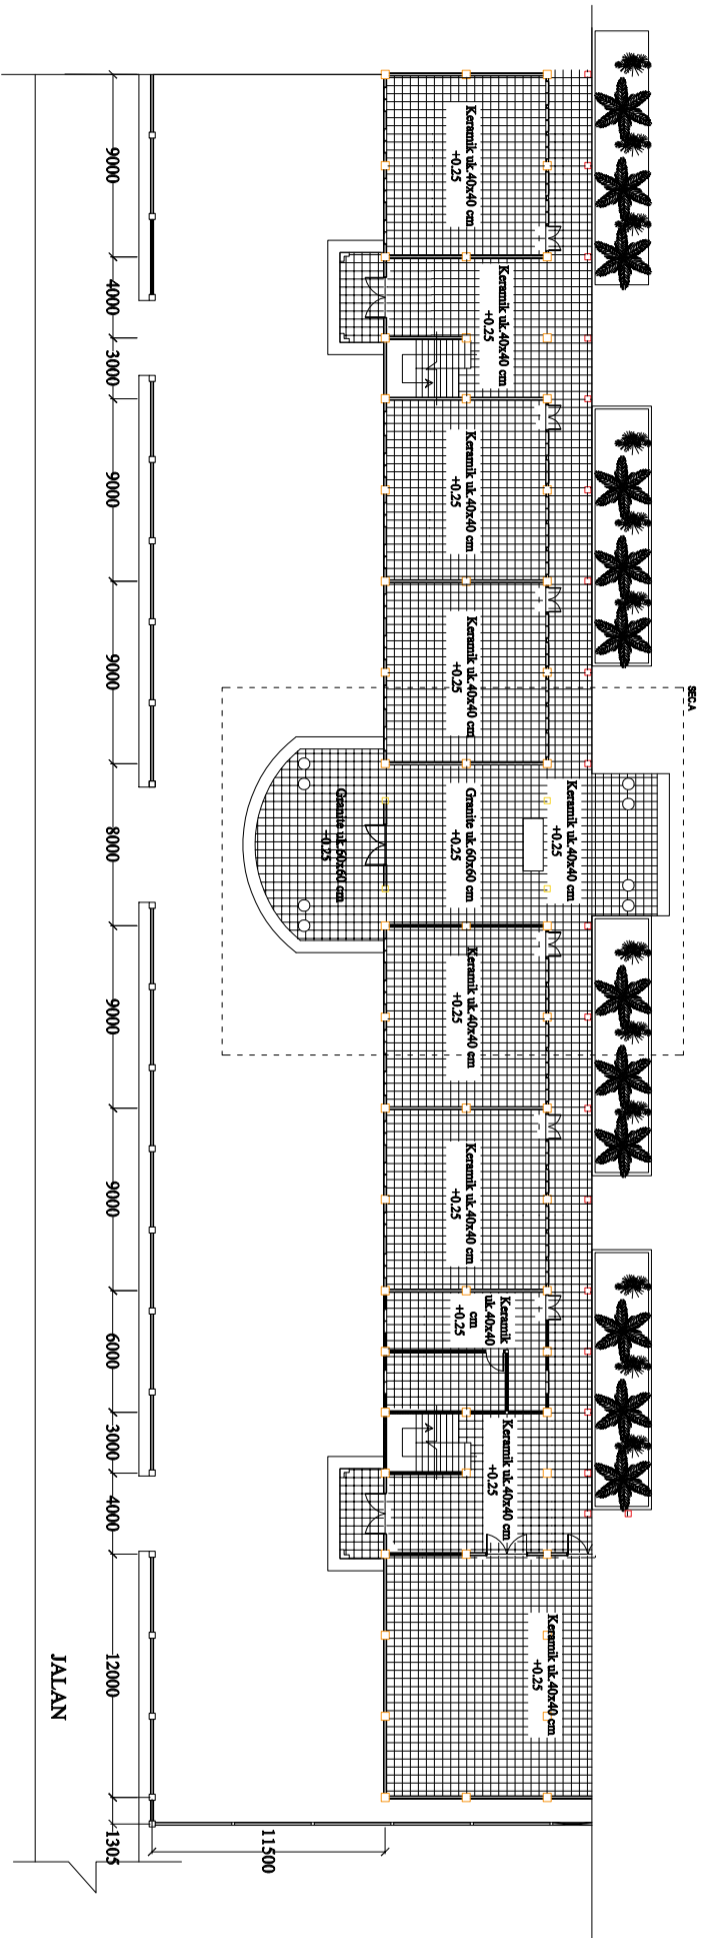 Keramik uk.40x40 cm
+0.25
Keramik uk.40x40 cm
+0.25
A
Keramik uk.40x40 cm
+0.25
Keramik uk.40x40 cm
+0.25
SEC.A
Keramik uk.40x40 cm
+0.25
Granite uk.60x60 cm
+0.25
Granite uk.60x60 cm
+0.25
Keramik uk.40x40 cm
+0.25
Keramik uk.40x40 cm
+0.25
Keramik
uk.40x40
cm
+0.25
A
Keramik uk.40x40 cm
+0.25
Keramik uk.40x40 cm
+0.25
9000
4000
3000
9000
9000
8000
9000
9000
6000
3000
4000
12000
1305
11500
JALAN